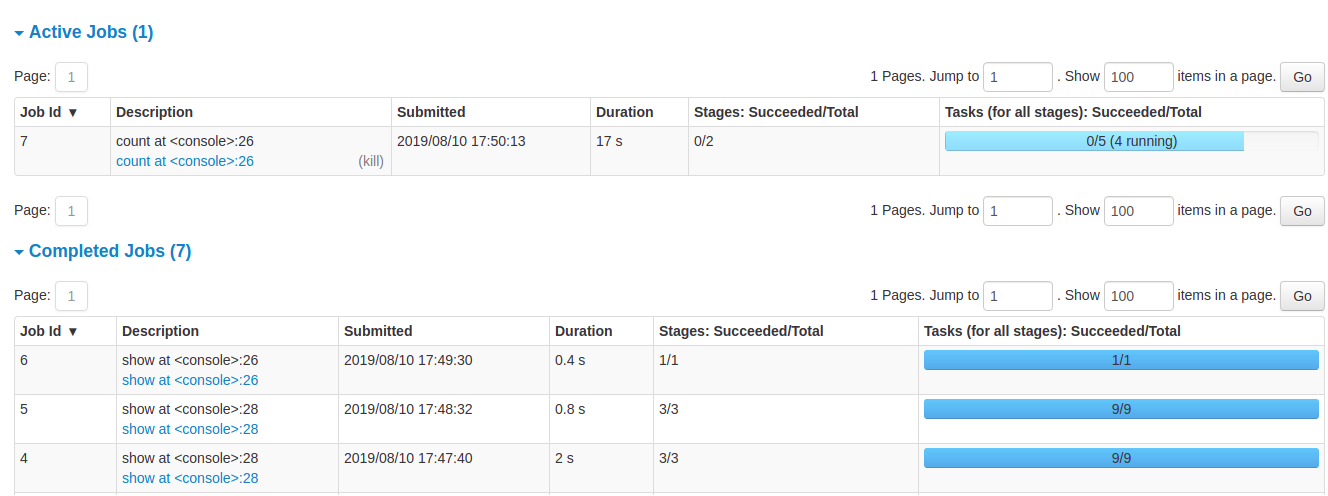 Active Jobs (1)
Page: 1 1 Pages. Jump to 1 . Show 100 items in a page. Go
Job Id ▼ Description Submitted Duration Stages: Succeeded/Total Tasks (for all stages): Succeeded/Total
7 count at <console>:26 2019/08/10 17:50:13 17 s 0/2 0/5 (4 running)
count at <console>:26 (kill)
Page: 1 1 Pages. Jump to 1 . Show 100 items in a page. Go
Completed Jobs (7)
Page: 1 1 Pages. Jump to 1 . Show 100 items in a page. Go
Job Id ▼ Description Submitted Duration Stages: Succeeded/Total Tasks (for all stages): Succeeded/Total
6 show at <console>:26 2019/08/10 17:49:30 0.4 s 1/1 1/1
show at <console>:26
5 show at <console>:28 2019/08/10 17:48:32 0.8 s 3/3 9/9
show at <console>:28
4 show at <console>:28 2019/08/10 17:47:40 2 s 3/3 9/9
show at <console>:28